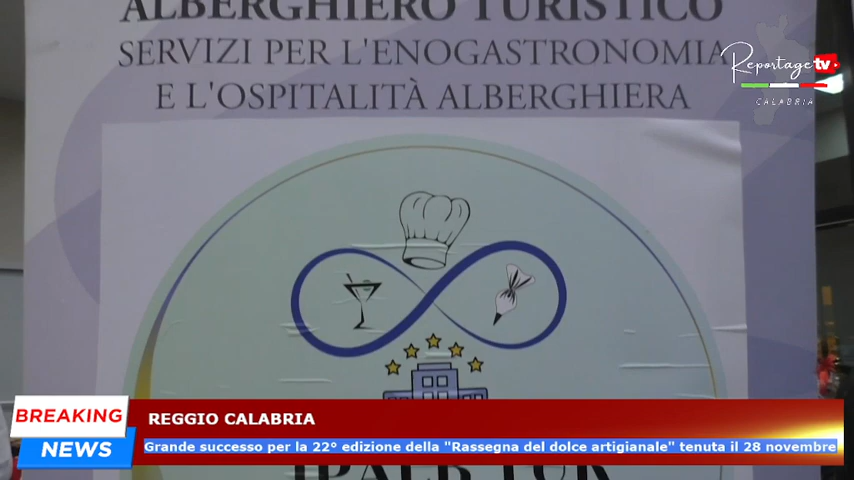 ALBERGHIERO TURISTICO
SERVIZI PER L'ENOGASTRONOMIA
E L'OSPITALITÀ ALBERGHIERA
Reportage tv
CALABRIA
BREAKING
NEWS
REGGIO CALABRIA
Grande successo per la 22° edizione della "Rassegna del dolce artigianale" tenuta il 28 novembre